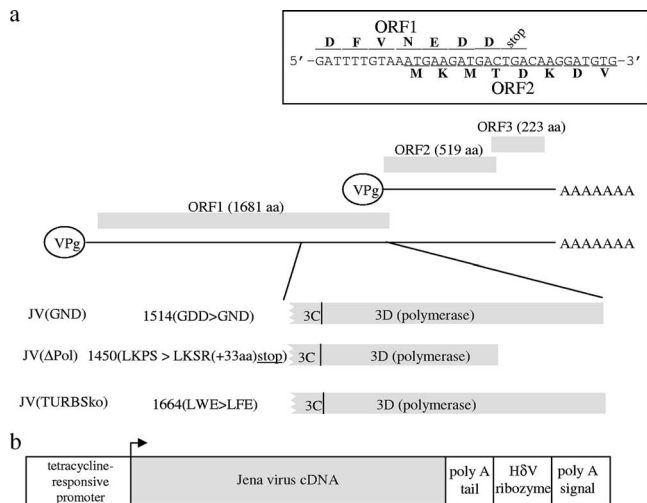 a
ORF1
D F V N E D D stop
5’-GATTTTGTAAATGAAGATGACTGACAAGGATGTG-3’
M K M T D K D V
ORF2
ORF3 (223 aa)
ORF2 (519 aa)
VPg
AAAAAAA
ORF1 (1681 aa)
VPg
AAAAAAA
JV(GND) 1514(GDD>GND) 3C 3D (polymerase)
JV(ΔPol) 1450(LKPS > LKSR(+33aa)stop) 3C 3D (polymerase)
JV(TURBSko) 1664(LWE>LFE) 3C 3D (polymerase)
b
tetracycline-
responsive
promoter
Jena virus cDNA
poly A
tail
HδV
ribozyme
poly A
signal